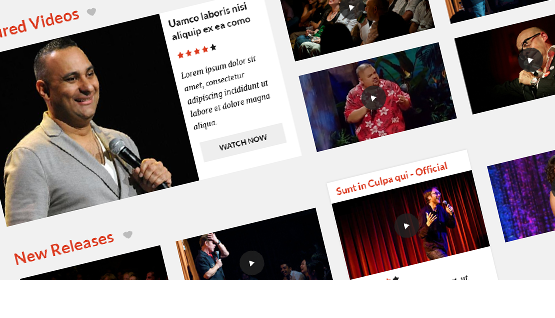 ured Videos
Uamco laboris nisi
aliquip ex ea como
Lorem ipsum dolor sit
amet, consectetur
adipiscing incididunt ut
labore et dolore magna
aliqua.
WATCH NOW
Sunt in Culpa qui - Official
New Releases